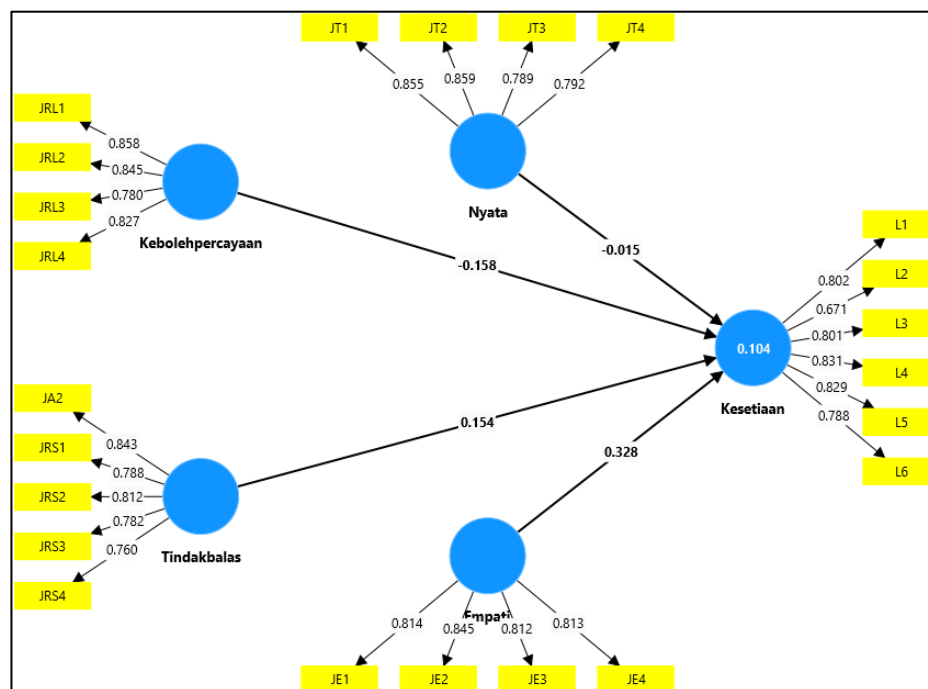 JT1
JT2
JT3
JT4
0.855
0.859
0.789
0.792
Nyata
JRL1
JRL2
JRL3
JRL4
0.858
0.845
0.780
0.827
Kebolehpercayaan
-0.015
-0.158
L1
L2
L3
L4
L5
L6
0.802
0.671
0.801
0.831
0.829
0.788
0.104
Kesetiaan
JA2
JRS1
JRS2
JRS3
JRS4
0.843
0.788
0.812
0.782
0.760
Tindakbalas
0.154
0.328
Empati
0.814
0.845
0.812
0.813
JE1
JE2
JE3
JE4